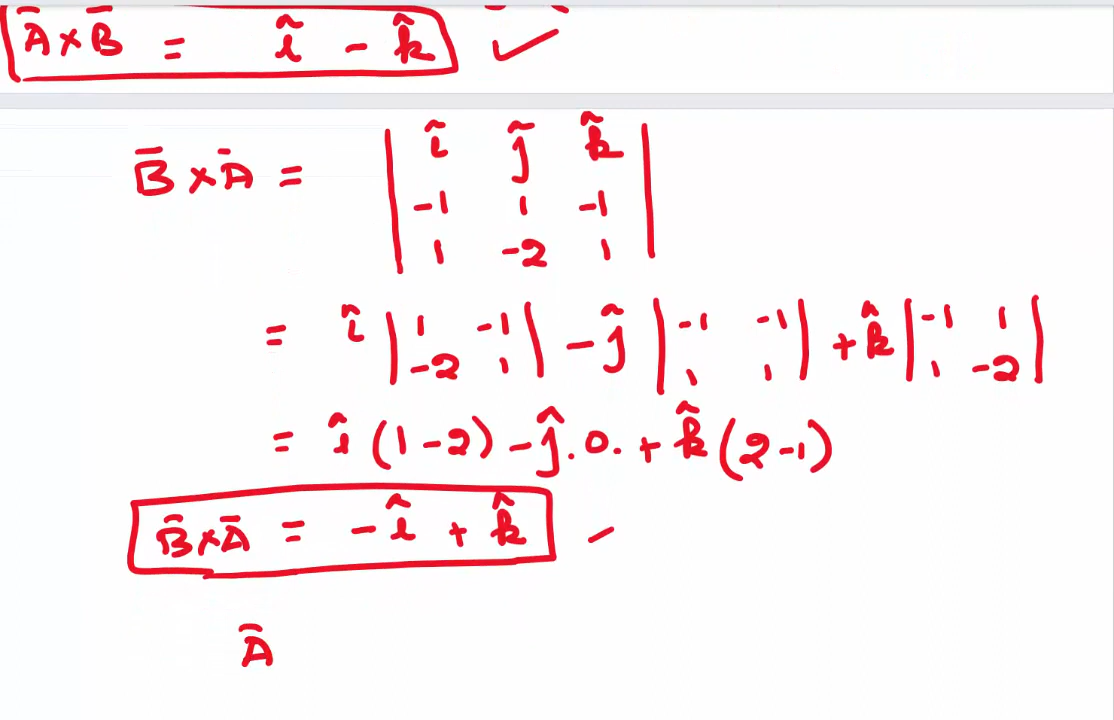 Ā × B̄ = î - k̂ ✓
B̄ × Ā = | î ĵ k̂ |
| -1 1 -1 |
| 1 -2 1 |
= î | 1 -1 | - ĵ | -1 -1 | + k̂ | -1 1 |
| -2 1 | | 1 1 | | 1 -2 |
= î (1-2) - ĵ.0. + k̂ (2-1)
B̄ × Ā = - î + k̂
Ā